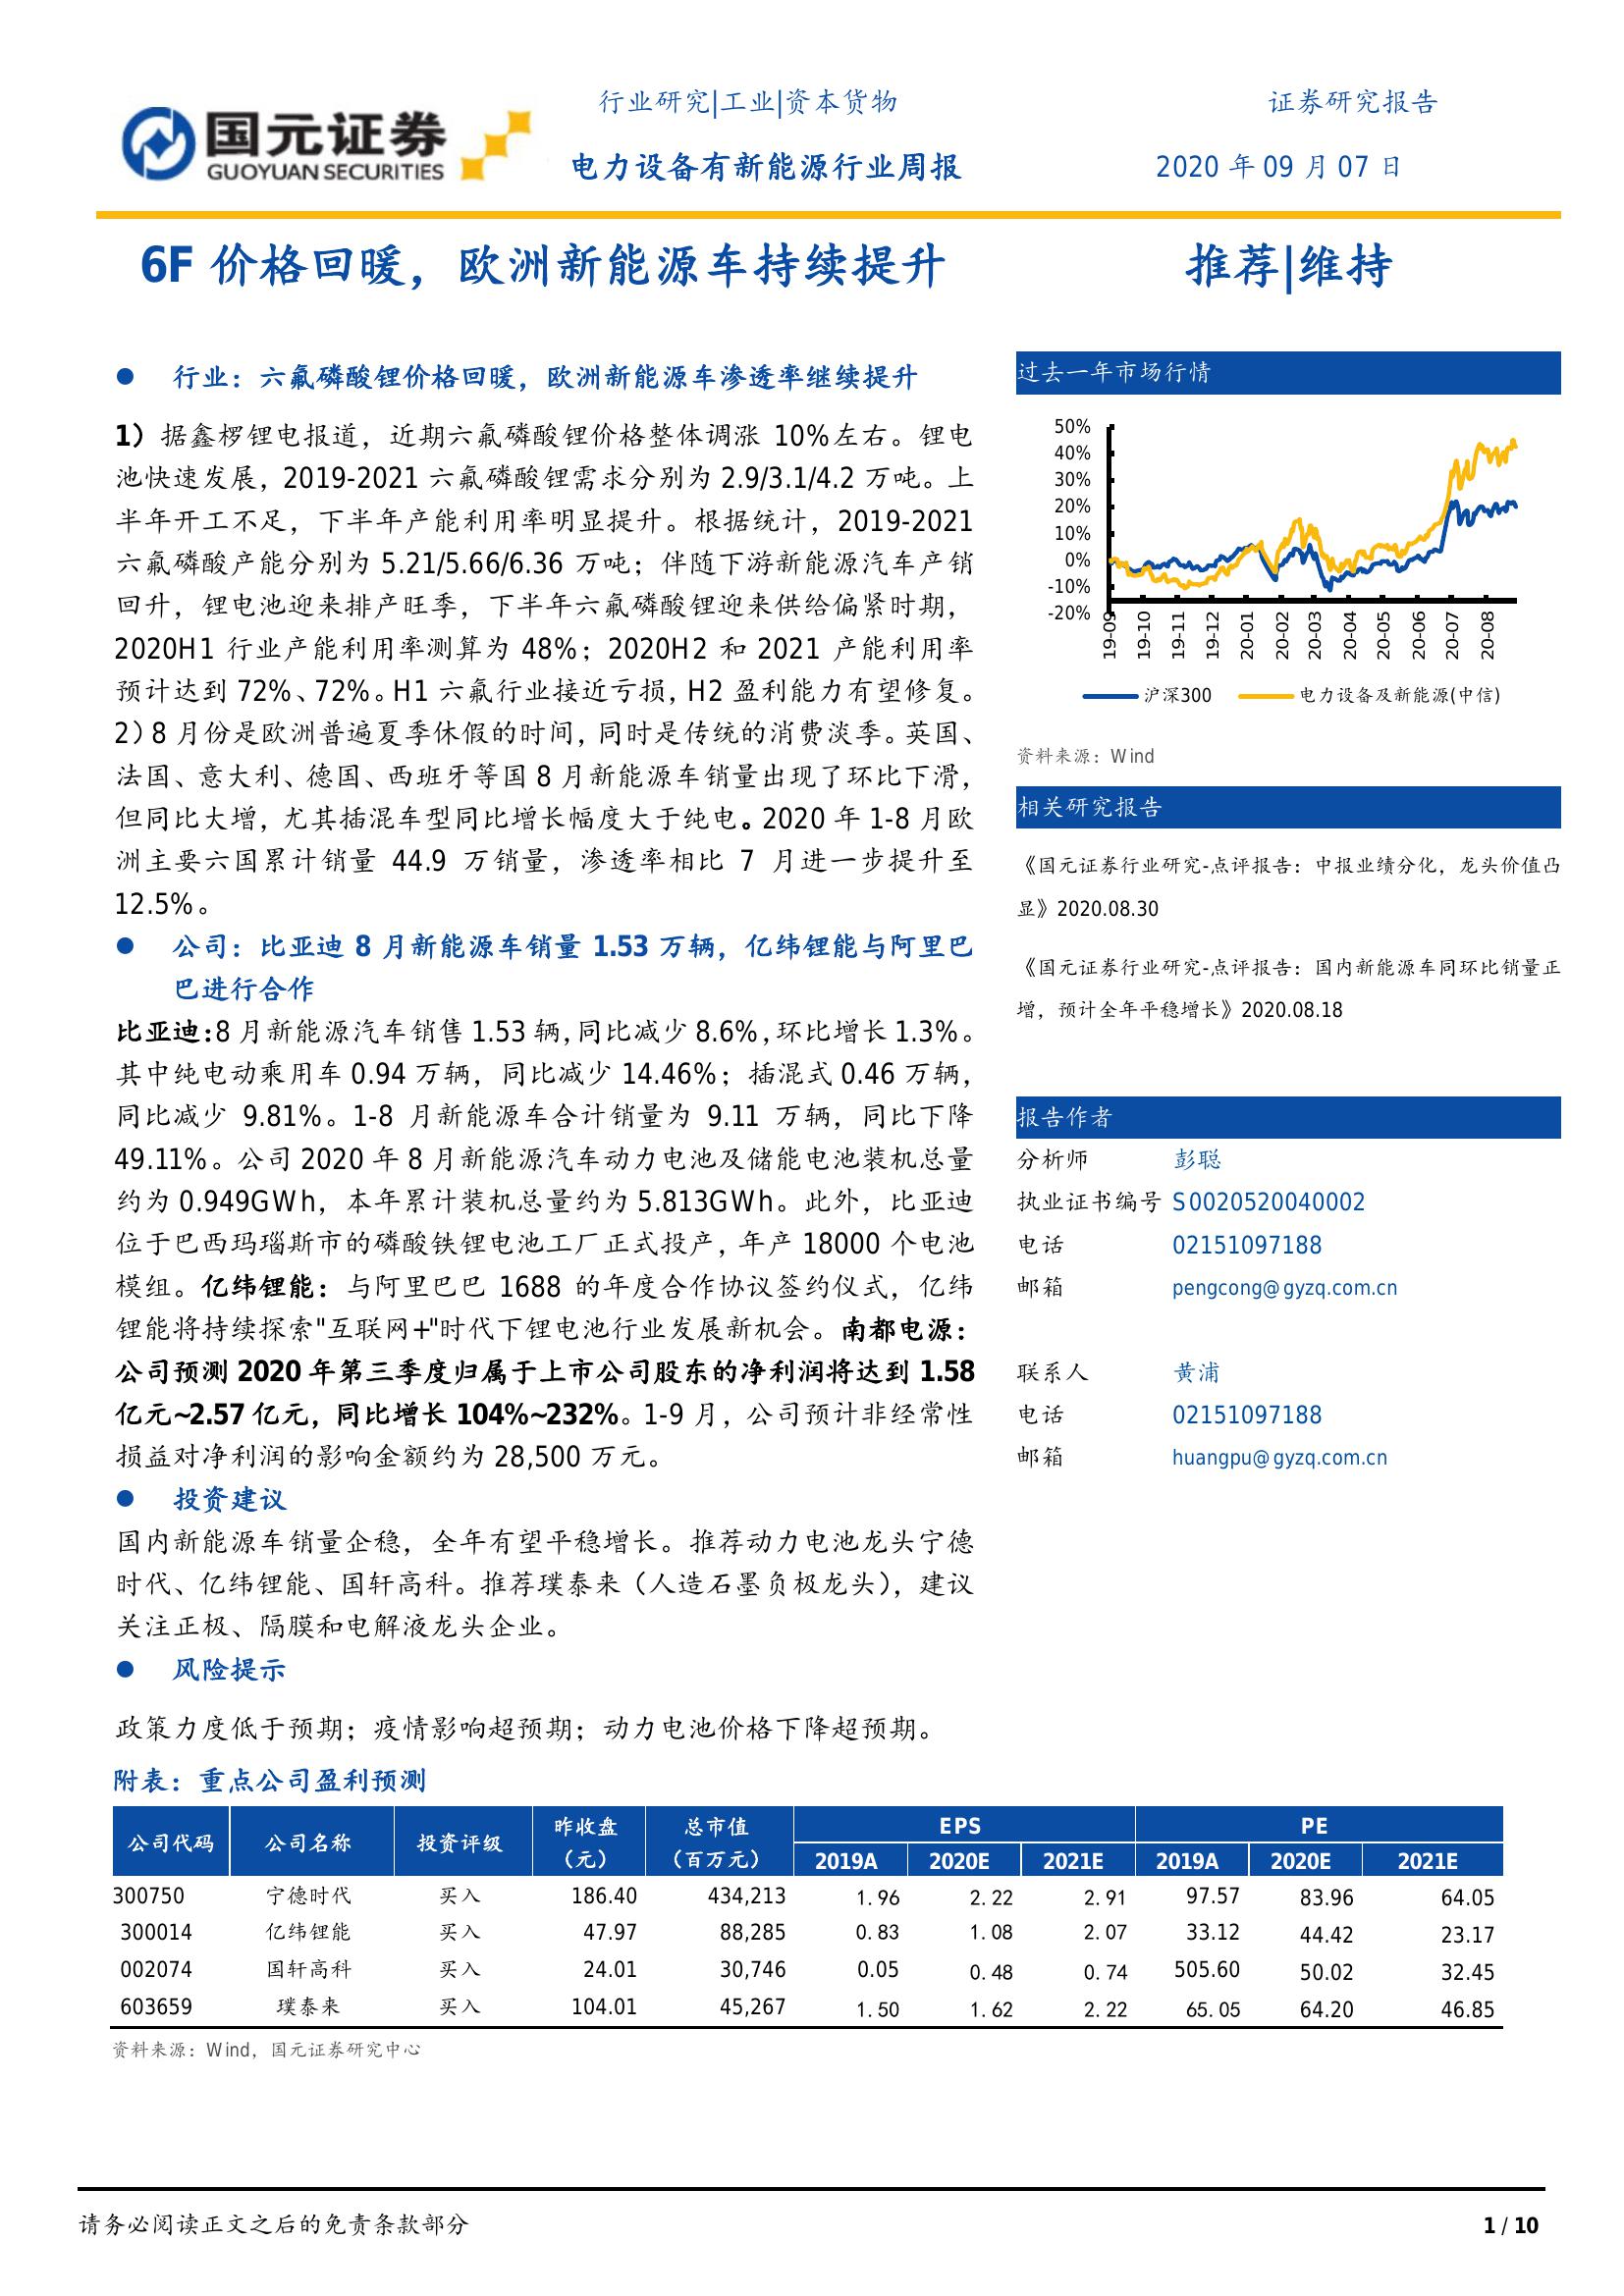 国元证券
GUOYUAN SECURITIES
行业研究|工业|资本货物
证券研究报告
电力设备有新能源行业周报
2020 年 09 月 07 日
6F 价格回暖，欧洲新能源车持续提升
推荐|维持
● 行业：六氟磷酸锂价格回暖，欧洲新能源车渗透率继续提升
1）据鑫椤锂电报道，近期六氟磷酸锂价格整体调涨 10%左右。锂电
池快速发展，2019-2021 六氟磷酸锂需求分别为 2.9/3.1/4.2 万吨。上
半年开工不足，下半年产能利用率明显提升。根据统计，2019-2021
六氟磷酸产能分别为 5.21/5.66/6.36 万吨；伴随下游新能源汽车产销
回升，锂电池迎来排产旺季，下半年六氟磷酸锂迎来供给偏紧时期，
2020H1 行业产能利用率测算为 48%；2020H2 和 2021 产能利用率
预计达到 72%、72%。H1 六氟行业接近亏损，H2 盈利能力有望修复。
2）8 月份是欧洲普遍夏季休假的时间，同时是传统的消费淡季。英国、
法国、意大利、德国、西班牙等国 8 月新能源车销量出现了环比下滑，
但同比大增，尤其插混车型同比增长幅度大于纯电。2020 年 1-8 月欧
洲主要六国累计销量 44.9 万销量，渗透率相比 7 月进一步提升至
12.5%。
● 公司：比亚迪 8 月新能源车销量 1.53 万辆，亿纬锂能与阿里巴
巴进行合作
比亚迪：8 月新能源汽车销售 1.53 辆，同比减少 8.6%，环比增长 1.3%。
其中纯电动乘用车 0.94 万辆，同比减少 14.46%；插混式 0.46 万辆，
同比减少 9.81%。1-8 月新能源车合计销量为 9.11 万辆，同比下降
49.11%。公司 2020 年 8 月新能源汽车动力电池及储能电池装机总量
约为 0.949GWh，本年累计装机总量约为 5.813GWh。此外，比亚迪
位于巴西玛瑙斯市的磷酸铁锂电池工厂正式投产，年产 18000 个电池
模组。亿纬锂能：与阿里巴巴 1688 的年度合作协议签约仪式，亿纬
锂能将持续探索"互联网+"时代下锂电池行业发展新机会。南都电源：
公司预测 2020 年第三季度归属于上市公司股东的净利润将达到 1.58
亿元~2.57 亿元，同比增长 104%~232%。1-9 月，公司预计非经常性
损益对净利润的影响金额约为 28,500 万元。
● 投资建议
国内新能源车销量企稳，全年有望平稳增长。推荐动力电池龙头宁德
时代、亿纬锂能、国轩高科。推荐璞泰来（人造石墨负极龙头），建议
关注正极、隔膜和电解液龙头企业。
● 风险提示
政策力度低于预期；疫情影响超预期；动力电池价格下降超预期。
过去一年市场行情
50%
40%
30%
20%
10%
0%
-10%
-20%
19-09 19-10 19-11 19-12 20-01 20-02 20-03 20-04 20-05 20-06 20-07 20-08
沪深300 电力设备及新能源(中信)
资料来源：Wind
相关研究报告
《国元证券行业研究-点评报告：中报业绩分化，龙头价值凸
显》2020.08.30
《国元证券行业研究-点评报告：国内新能源车同环比销量正
增，预计全年平稳增长》2020.08.18
报告作者
分析师 彭聪
执业证书编号 S0020520040002
电话 02151097188
邮箱 pengcong@gyzq.com.cn
联系人 黄浦
电话 02151097188
邮箱 huangpu@gyzq.com.cn
附表：重点公司盈利预测
公司代码 公司名称 投资评级 昨收盘（元） 总市值（百万元） EPS PE
2019A 2020E 2021E 2019A 2020E 2021E
300750 宁德时代 买入 186.40 434,213 1.96 2.22 2.91 97.57 83.96 64.05
300014 亿纬锂能 买入 47.97 88,285 0.83 1.08 2.07 33.12 44.42 23.17
002074 国轩高科 买入 24.01 30,746 0.05 0.48 0.74 505.60 50.02 32.45
603659 璞泰来 买入 104.01 45,267 1.50 1.62 2.22 65.05 64.20 46.85
资料来源：Wind，国元证券研究中心
请务必阅读正文之后的免责条款部分
1 / 10